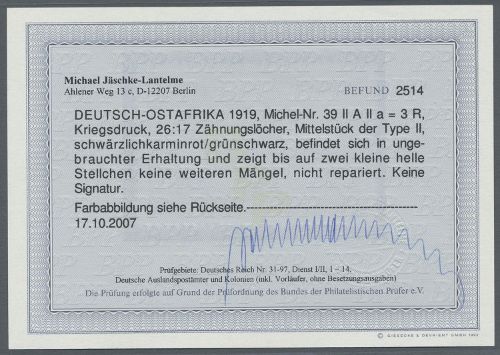 Michael Jäschke-Lantelme
Ahlener Weg 13 c, D-12207 Berlin
BEFUND 2514
DEUTSCH-OSTAFRIKA 1919, Michel-Nr. 39 II A II a = 3 R,
Kriegsdruck, 26:17 Zähnungslöcher, Mittelstück der Type II,
schwärzlichkarminrot/grünschwarz, befindet sich in unge-
brauchter Erhaltung und zeigt bis auf zwei kleine helle
Stellchen keine weiteren Mängel, nicht repariert. Keine
Signatur.
Farbabbildung siehe Rückseite.
17.10.2007
Prüfgebiete: Deutsches Reich Nr. 31-97, Dienst I/II, 1 – 14,
Deutsche Auslandspostämter und Kolonien (inkl. Vorläufer, ohne Besetzungsausgaben)
Die Prüfung erfolgte auf Grund der Prüfordnung des Bundes der Philatelistischen Prüfer e.V.
© GIESECKE & DEVRIENT GMBH 1993